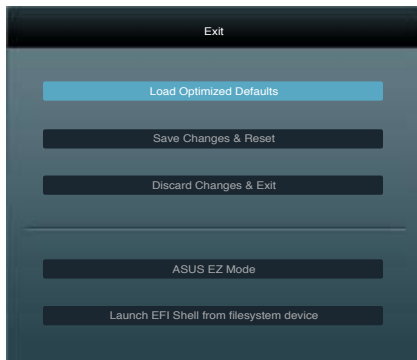 Exit
Load Optimized Defaults
Save Changes & Reset
Discard Changes & Exit
ASUS EZ Mode
Launch EFI Shell from filesystem device